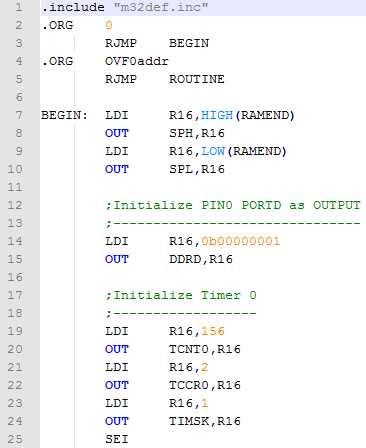 1 .include "m32def.inc"
2 .ORG 0
3 RJMP BEGIN
4 .ORG OVF0addr
5 RJMP ROUTINE
6
7 BEGIN: LDI R16,HIGH(RAMEND)
8 OUT SPH,R16
9 LDI R16,LOW(RAMEND)
10 OUT SPL,R16
11
12 ;Initialize PIN0 PORTD as OUTPUT
13 ;-------------------------------
14 LDI R16,0b00000001
15 OUT DDRD,R16
16
17 ;Initialize Timer 0
18 ;------------------
19 LDI R16,156
20 OUT TCNT0,R16
21 LDI R16,2
22 OUT TCCR0,R16
23 LDI R16,1
24 OUT TIMSK,R16
25 SEI